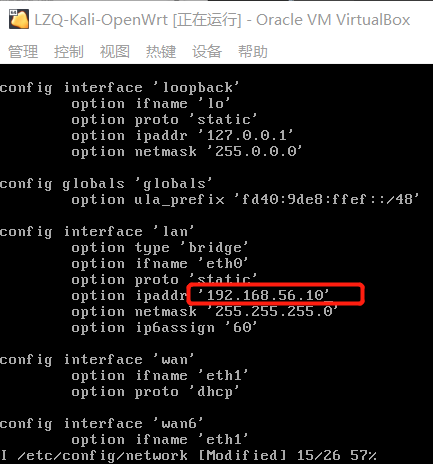 LZQ-Kali-OpenWrt [正在运行] - Oracle VM VirtualBox
管理 控制 视图 热键 设备 帮助
config interface 'loopback'
option ifname 'lo'
option proto 'static'
option ipaddr '127.0.0.1'
option netmask '255.0.0.0'
config globals 'globals'
option ula_prefix 'fd40:9de8:ffef::/48'
config interface 'lan'
option type 'bridge'
option ifname 'eth0'
option proto 'static'
option ipaddr '192.168.56.10_
option netmask '255.255.255.0'
option ip6assign '60'
config interface 'wan'
option ifname 'eth1'
option proto 'dhcp'
config interface 'wan6'
option ifname 'eth1'
I /etc/config/network [Modified] 15/26 57%